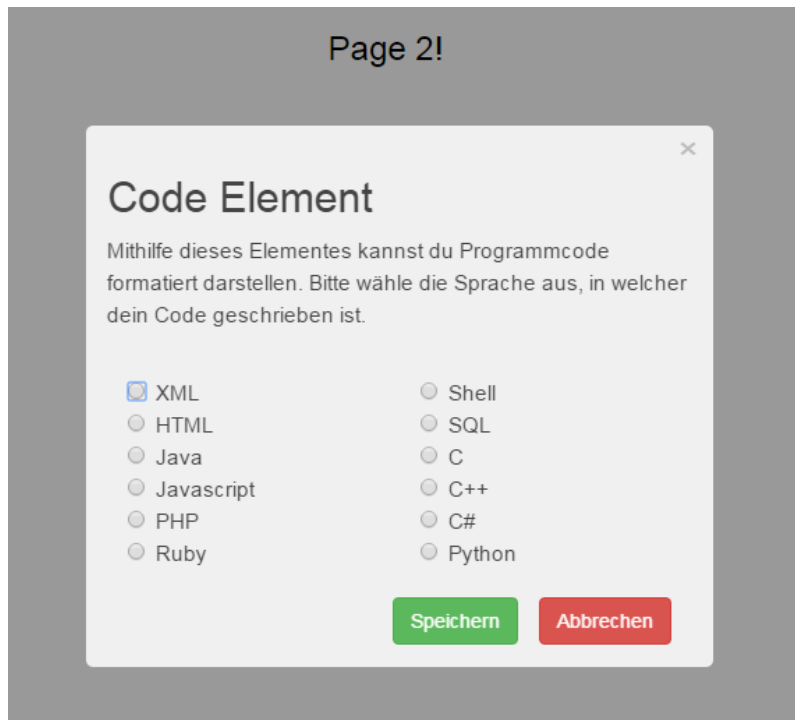 Page 2!
×
Code Element
Mithilfe dieses Elementes kannst du Programmcode
formatiert darstellen. Bitte wähle die Sprache aus, in welcher
dein Code geschrieben ist.
XML
HTML
Java
Javascript
PHP
Ruby
Shell
SQL
C
C++
C#
Python
Speichern Abbrechen